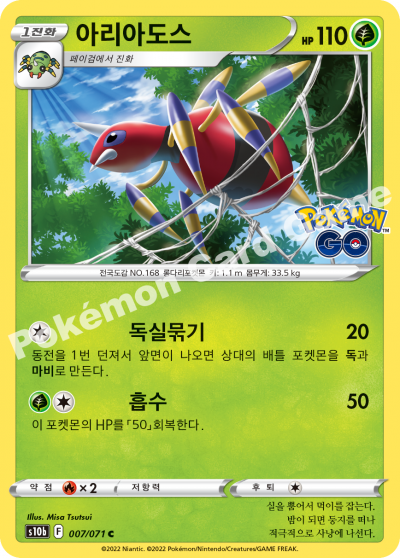 1진화
아리아도스
HP 110
페이검에서 진화
Pokémon GO
전국도감 NO.168 롱다리포켓몬 키: 1.1 m 몸무게: 33.5 kg
Pokémon Card Game
독실묶기 20
동전을 1번 던져서 앞면이 나오면 상대의 배틀 포켓몬을 독과
마비로 만든다.
흡수 50
이 포켓몬의 HP를 「50」 회복한다.
약점 ×2 저항력 후퇴
Illus. Misa Tsutsui
실을 뿜어서 먹이를 잡는다.
밤이 되면 둥지를 떠나
적극적으로 사냥에 나선다.
s10b F 007/071 C
©2022 Niantic. ©2022 Pokémon/Nintendo/Creatures/GAME FREAK.